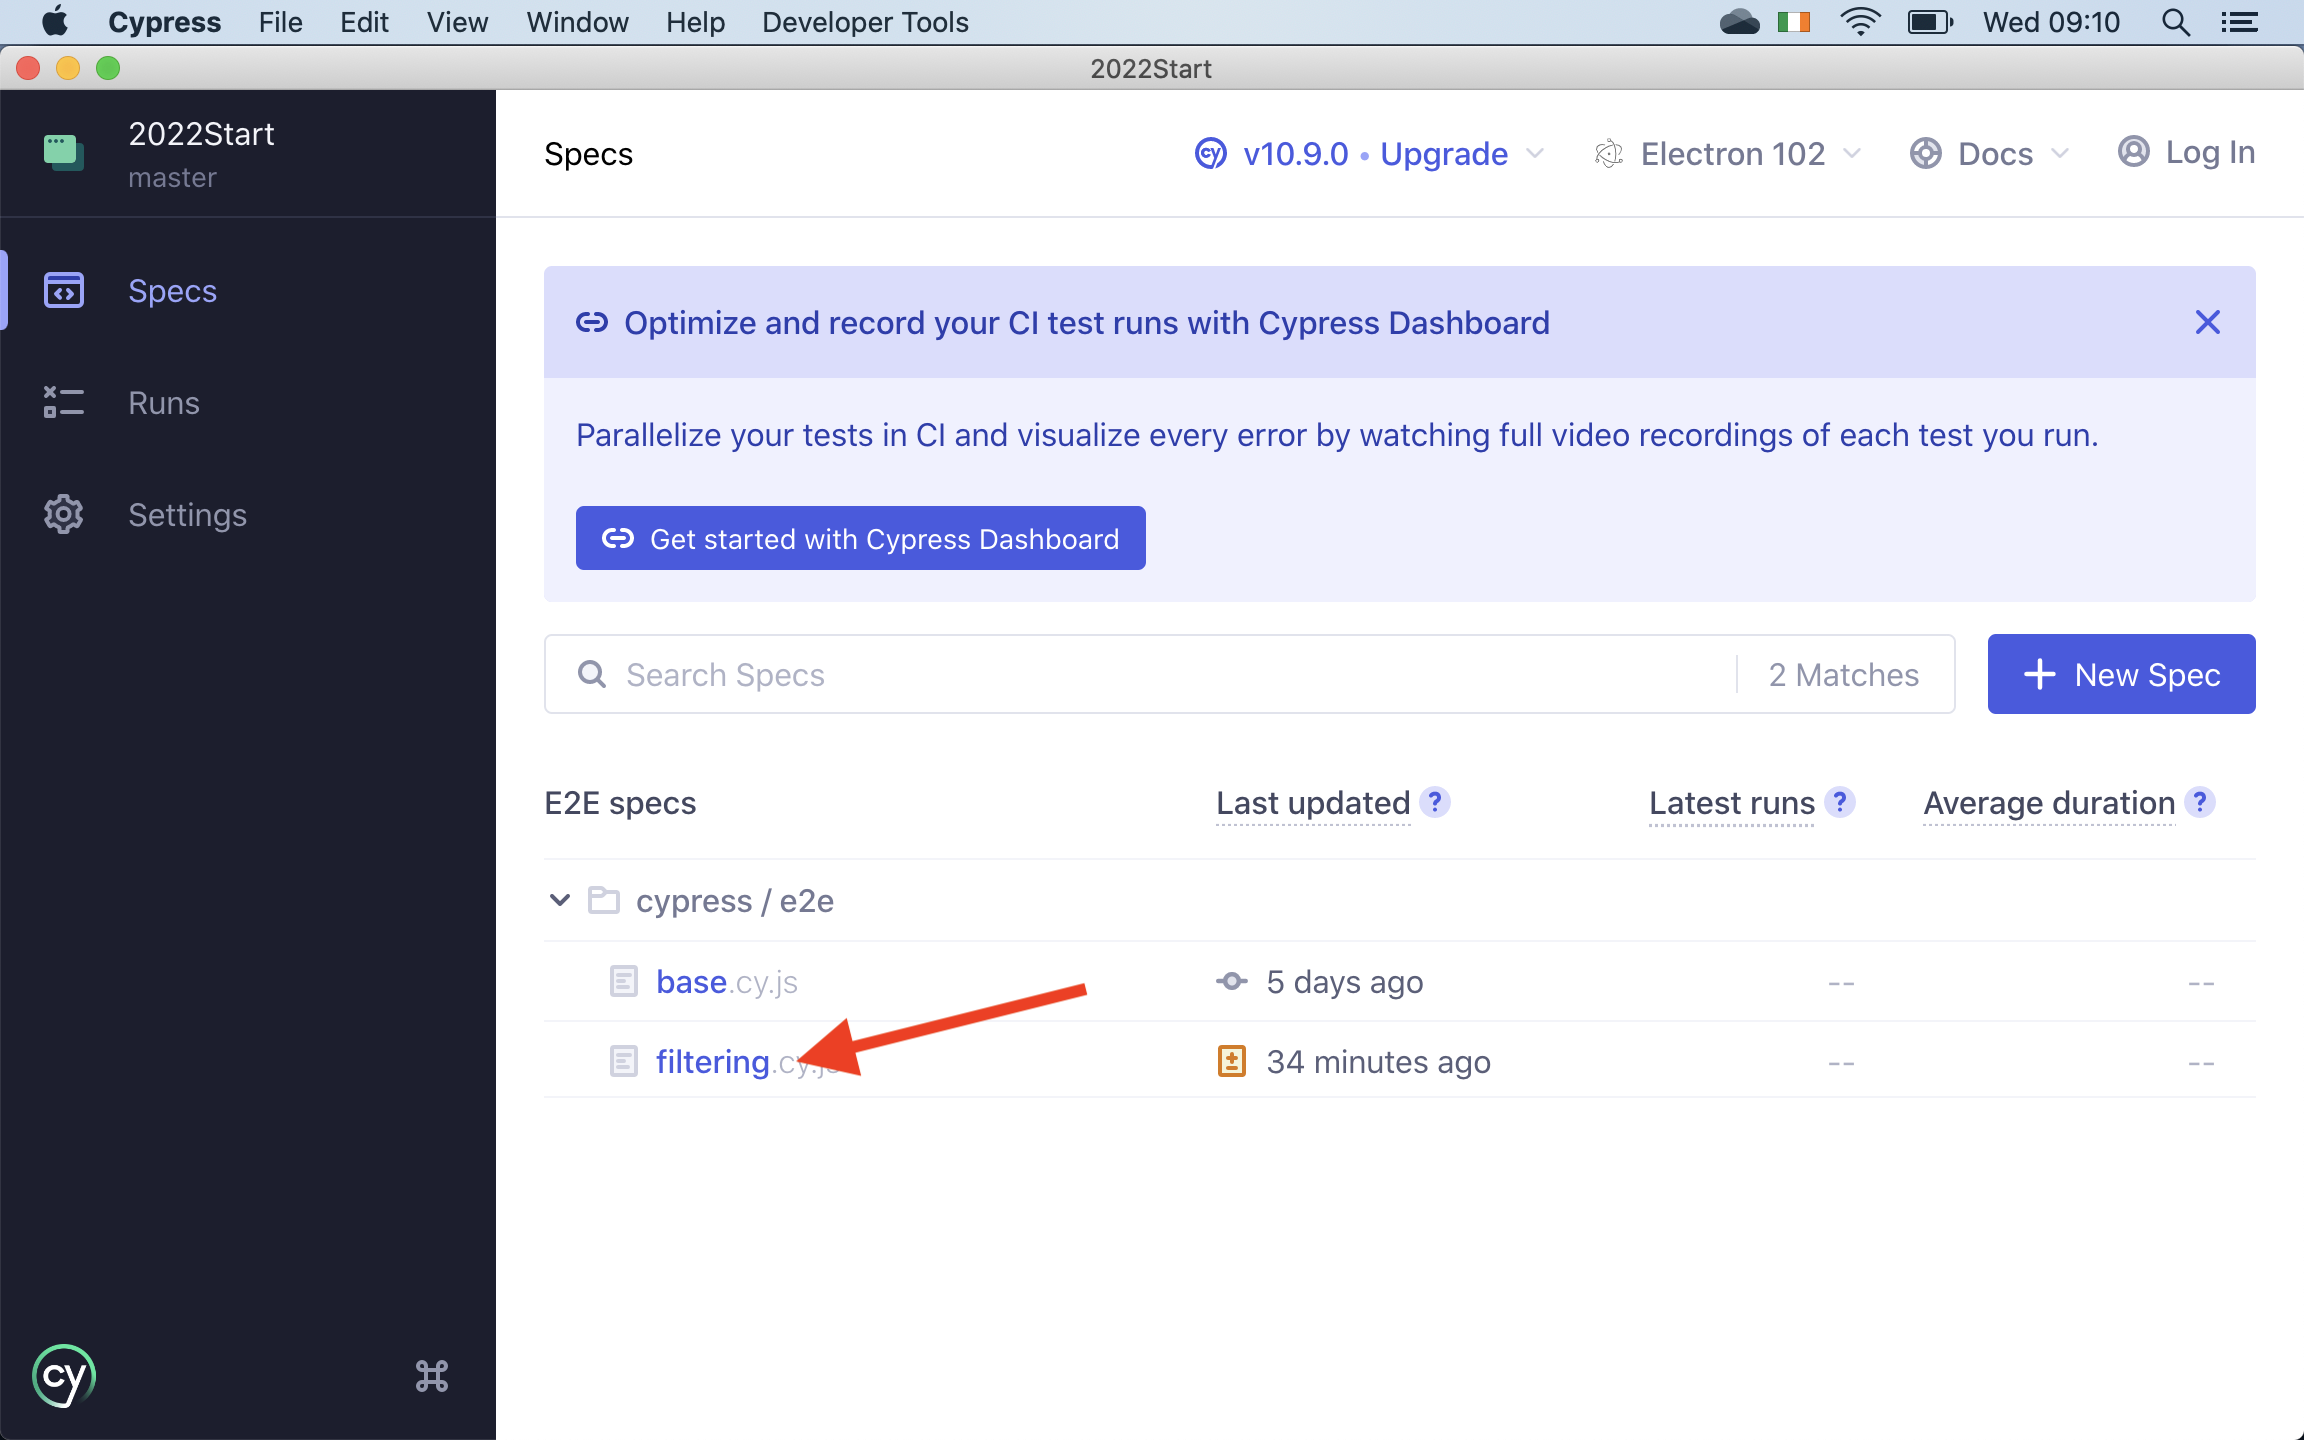 Cypress File Edit View Window Help Developer Tools Wed 09:10
2022Start
2022Start
master
Specs
Runs
Settings
cy
Specs
cy v10.9.0 • Upgrade Electron 102 Docs Log In
Optimize and record your CI test runs with Cypress Dashboard
Parallelize your tests in CI and visualize every error by watching full video recordings of each test you run.
Get started with Cypress Dashboard
Search Specs 2 Matches + New Spec
E2E specs Last updated ? Latest runs ? Average duration ?
cypress / e2e
base.cy.js 5 days ago -- --
filtering.cy.js 34 minutes ago -- --